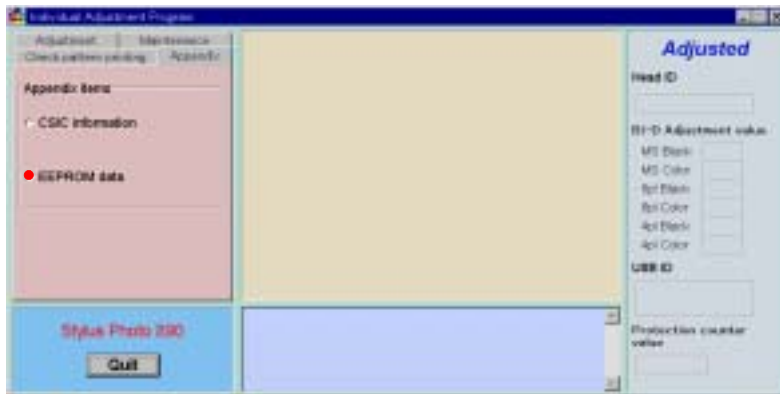 Individual Adjustment Program
Adjustment
Maintenance
Check pattern printing
Appendix
Appendix items
CSIC information
EEPROM data
Stylus Photo 890
Quit
Adjusted
Head ID
Bi-D Adjustment value
MS Black
MS Color
8pl Black
8pl Color
4pl Black
4pl Color
USB ID
Protection counter
value